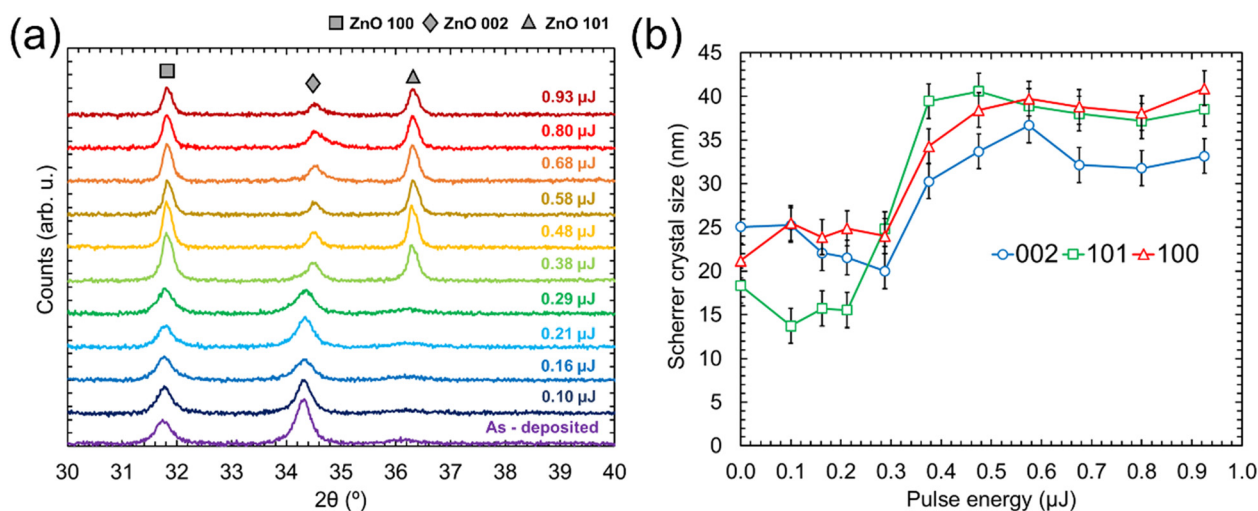 (a)
ZnO 100 ZnO 002 ZnO 101
Counts (arb. u.)
0.93 µJ
0.80 µJ
0.68 µJ
0.58 µJ
0.48 µJ
0.38 µJ
0.29 µJ
0.21 µJ
0.16 µJ
0.10 µJ
As - deposited
30 31 32 33 34 35 36 37 38 39 40
2θ (º)
(b)
Scherrer crystal size (nm)
45
40
35
30
25
20
15
10
5
0
002 101 100
0.0 0.1 0.2 0.3 0.4 0.5 0.6 0.7 0.8 0.9 1.0
Pulse energy (µJ)